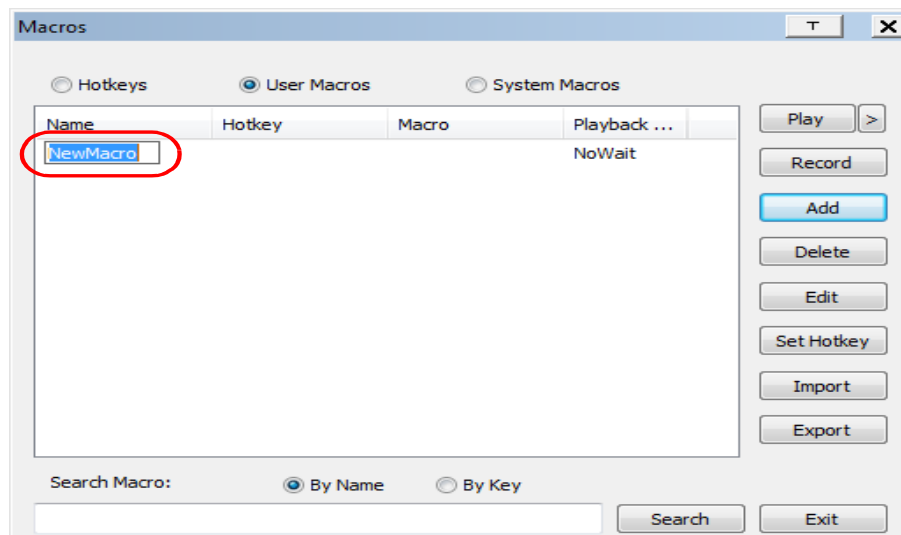 Macros T X
Hotkeys User Macros System Macros
Name Hotkey Macro Playback ... Play >
NewMacro NoWait
Record
Add
Delete
Edit
Set Hotkey
Import
Export
Search Macro: By Name By Key
Search Exit